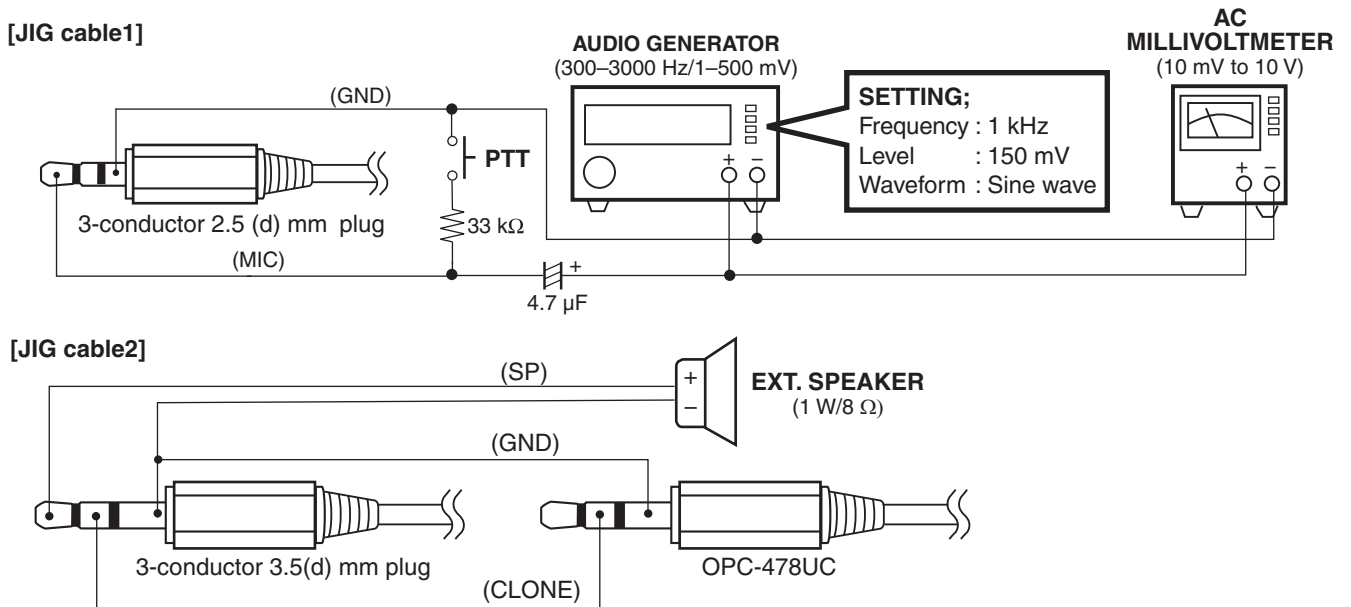 [JIG cable1]
AUDIO GENERATOR
(300–3000 Hz/1–500 mV)
AC
MILLIVOLTMETER
(10 mV to 10 V)
SETTING;
Frequency : 1 kHz
Level : 150 mV
Waveform : Sine wave
(GND)
PTT
+ −
+ −
3-conductor 2.5 (d) mm plug
33 kΩ
(MIC)
+
4.7 µF
[JIG cable2]
(SP)
+
−
EXT. SPEAKER
(1 W/8 Ω)
(GND)
3-conductor 3.5(d) mm plug
OPC-478UC
(CLONE)